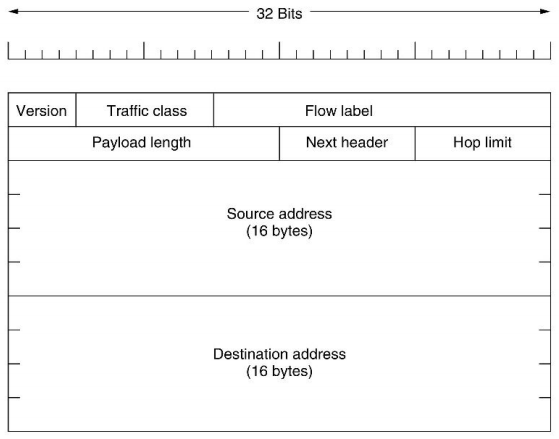 32 Bits
Version Traffic class Flow label
Payload length Next header Hop limit
Source address
(16 bytes)
Destination address
(16 bytes)